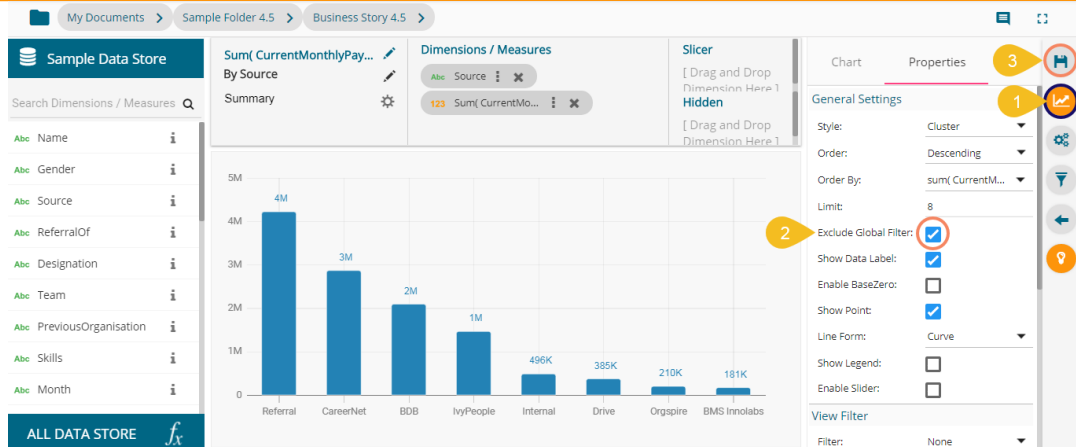 My Documents > Sample Folder 4.5 > Business Story 4.5 >
Sample Data Store
Search Dimensions / Measures
Abc Name i
Abc Gender i
Abc Source i
Abc ReferralOf i
Abc Designation i
Abc Team i
Abc PreviousOrganisation i
Abc Skills i
Abc Month i
ALL DATA STORE fx
Sum( CurrentMonthlyPay...
By Source
Summary
Dimensions / Measures
Abc Source
123 Sum( CurrentMo...
Slicer
[ Drag and Drop
Dimension Here ]
Hidden
[ Drag and Drop
Dimension Here ]
5M
4M
3M
2M
1M
0
4M
3M
2M
1M
496K
385K
210K
181K
Referral CareerNet BDB IvyPeople Internal Drive Orgspire BMS Innolabs
Chart Properties
General Settings
Style: Cluster
Order: Descending
Order By: sum( CurrentM...
Limit: 8
Exclude Global Filter:
Show Data Label:
Enable BaseZero:
Show Point:
Line Form: Curve
Show Legend:
Enable Slider:
View Filter
Filter: None
3
1
2